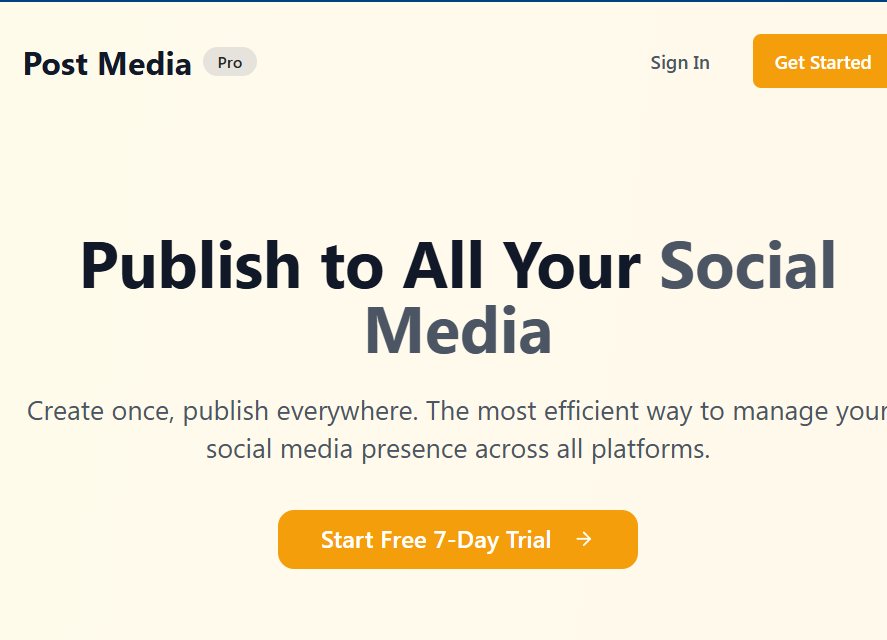 Post Media Pro Sign In Get Started
Publish to All Your Social
Media
Create once, publish everywhere. The most efficient way to manage your
social media presence across all platforms.
Start Free 7-Day Trial →